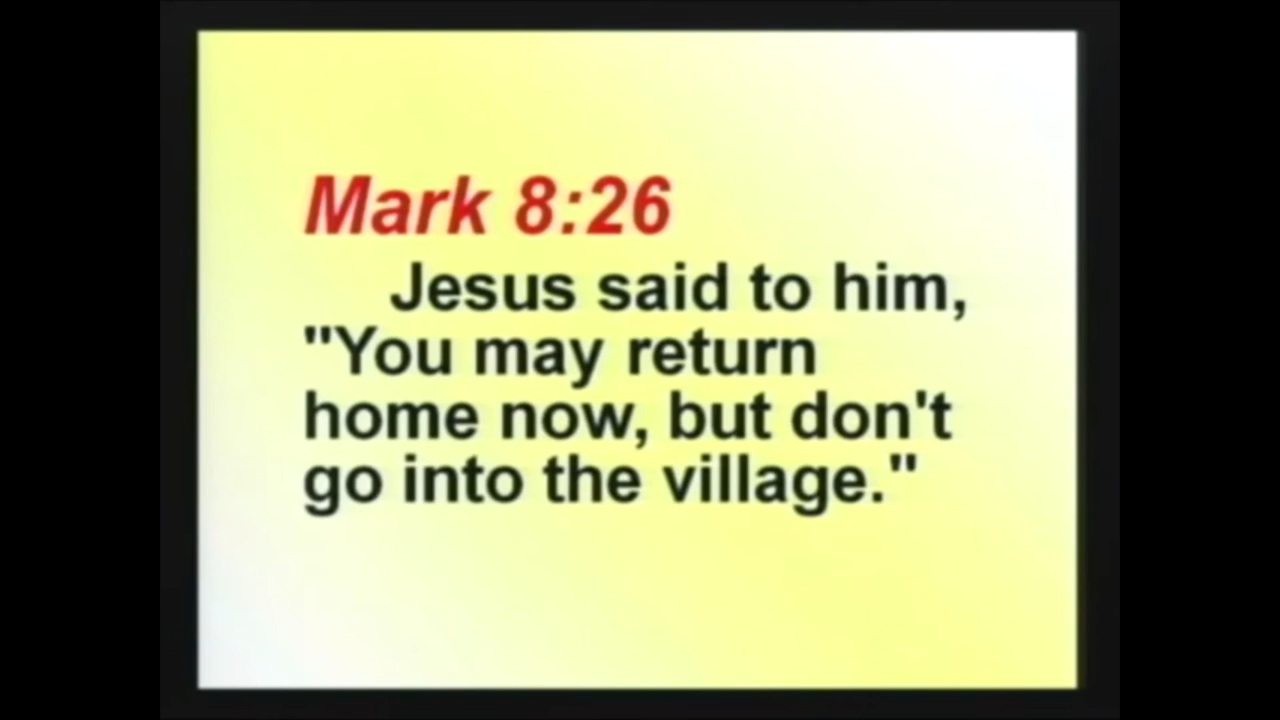 Mark 8:26
Jesus said to him,
"You may return
home now, but don't
go into the village."